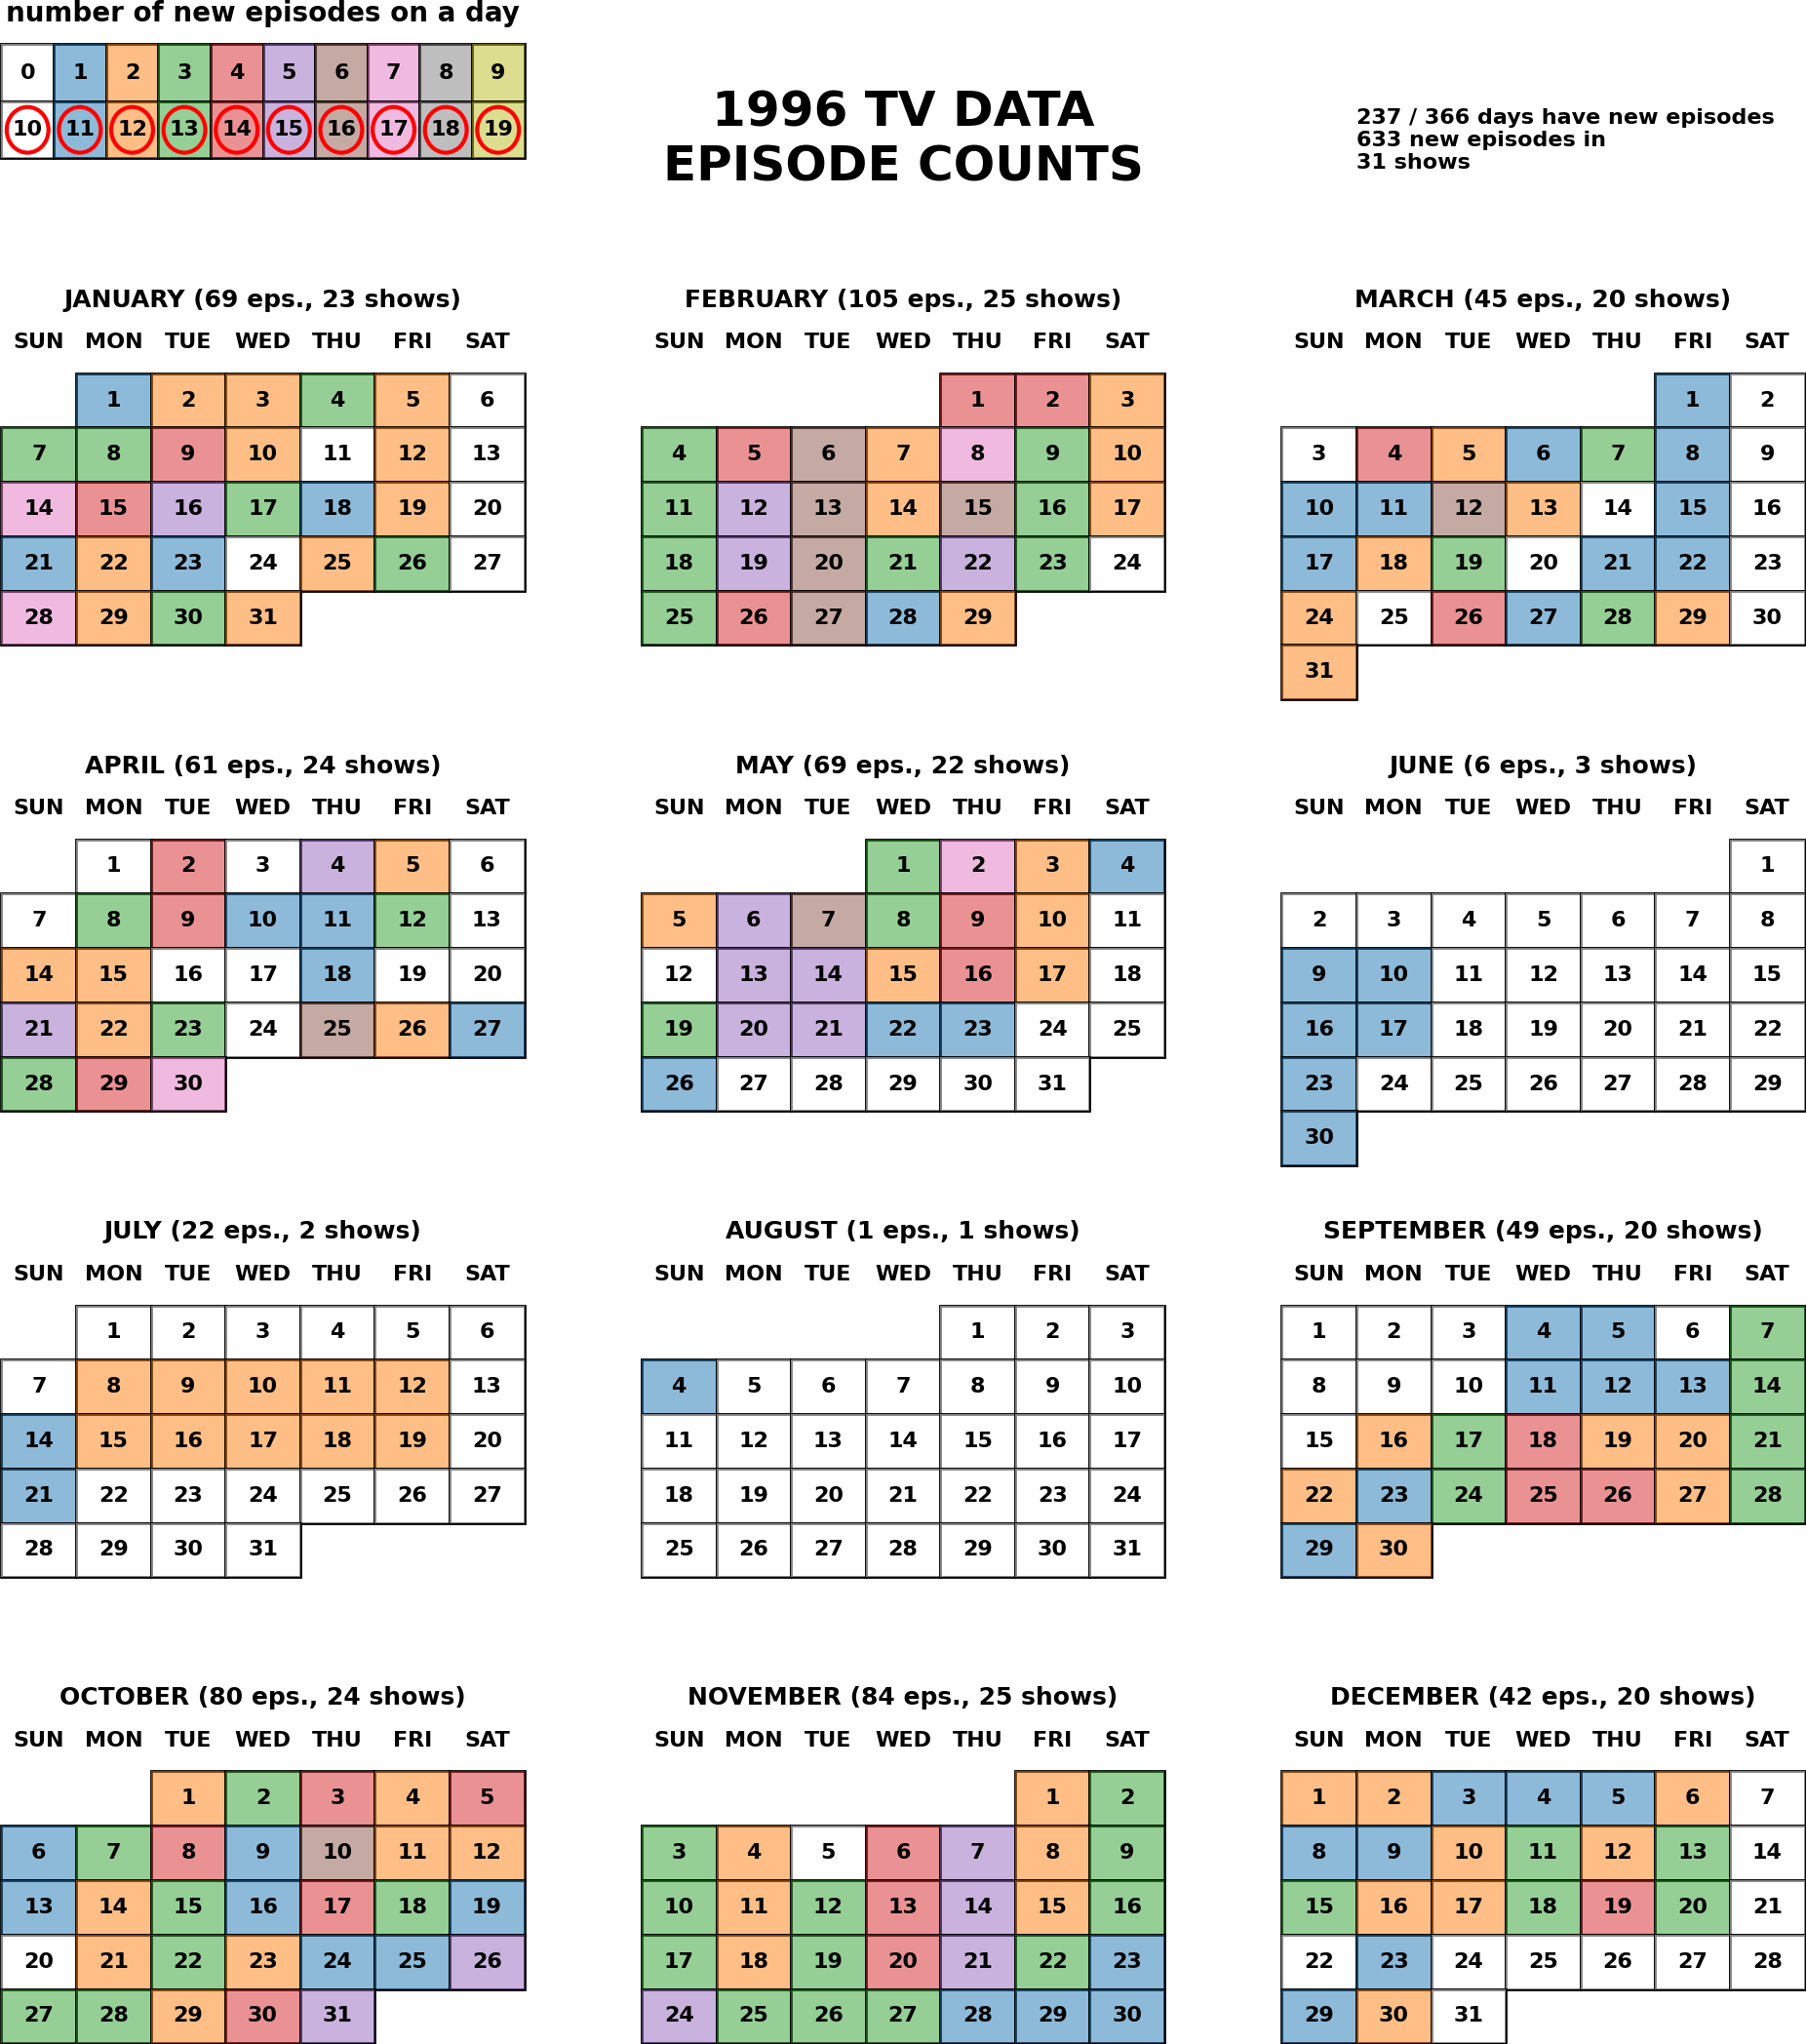 number of new episodes on a day
0 1 2 3 4 5 6 7 8 9
10 11 12 13 14 15 16 17 18 19
1996 TV DATA
EPISODE COUNTS
237 / 366 days have new episodes
633 new episodes in
31 shows
JANUARY (69 eps., 23 shows)
SUN MON TUE WED THU FRI SAT
1 2 3 4 5 6
7 8 9 10 11 12 13
14 15 16 17 18 19 20
21 22 23 24 25 26 27
28 29 30 31
FEBRUARY (105 eps., 25 shows)
SUN MON TUE WED THU FRI SAT
1 2 3
4 5 6 7 8 9 10
11 12 13 14 15 16 17
18 19 20 21 22 23 24
25 26 27 28 29
MARCH (45 eps., 20 shows)
SUN MON TUE WED THU FRI SAT
1 2
3 4 5 6 7 8 9
10 11 12 13 14 15 16
17 18 19 20 21 22 23
24 25 26 27 28 29 30
31
APRIL (61 eps., 24 shows)
SUN MON TUE WED THU FRI SAT
1 2 3 4 5 6
7 8 9 10 11 12 13
14 15 16 17 18 19 20
21 22 23 24 25 26 27
28 29 30
MAY (69 eps., 22 shows)
SUN MON TUE WED THU FRI SAT
1 2 3 4
5 6 7 8 9 10 11
12 13 14 15 16 17 18
19 20 21 22 23 24 25
26 27 28 29 30 31
JUNE (6 eps., 3 shows)
SUN MON TUE WED THU FRI SAT
1
2 3 4 5 6 7 8
9 10 11 12 13 14 15
16 17 18 19 20 21 22
23 24 25 26 27 28 29
30
JULY (22 eps., 2 shows)
SUN MON TUE WED THU FRI SAT
1 2 3 4 5 6
7 8 9 10 11 12 13
14 15 16 17 18 19 20
21 22 23 24 25 26 27
28 29 30 31
AUGUST (1 eps., 1 shows)
SUN MON TUE WED THU FRI SAT
1 2 3
4 5 6 7 8 9 10
11 12 13 14 15 16 17
18 19 20 21 22 23 24
25 26 27 28 29 30 31
SEPTEMBER (49 eps., 20 shows)
SUN MON TUE WED THU FRI SAT
1 2 3 4 5 6 7
8 9 10 11 12 13 14
15 16 17 18 19 20 21
22 23 24 25 26 27 28
29 30
OCTOBER (80 eps., 24 shows)
SUN MON TUE WED THU FRI SAT
1 2 3 4 5
6 7 8 9 10 11 12
13 14 15 16 17 18 19
20 21 22 23 24 25 26
27 28 29 30 31
NOVEMBER (84 eps., 25 shows)
SUN MON TUE WED THU FRI SAT
1 2
3 4 5 6 7 8 9
10 11 12 13 14 15 16
17 18 19 20 21 22 23
24 25 26 27 28 29 30
DECEMBER (42 eps., 20 shows)
SUN MON TUE WED THU FRI SAT
1 2 3 4 5 6 7
8 9 10 11 12 13 14
15 16 17 18 19 20 21
22 23 24 25 26 27 28
29 30 31